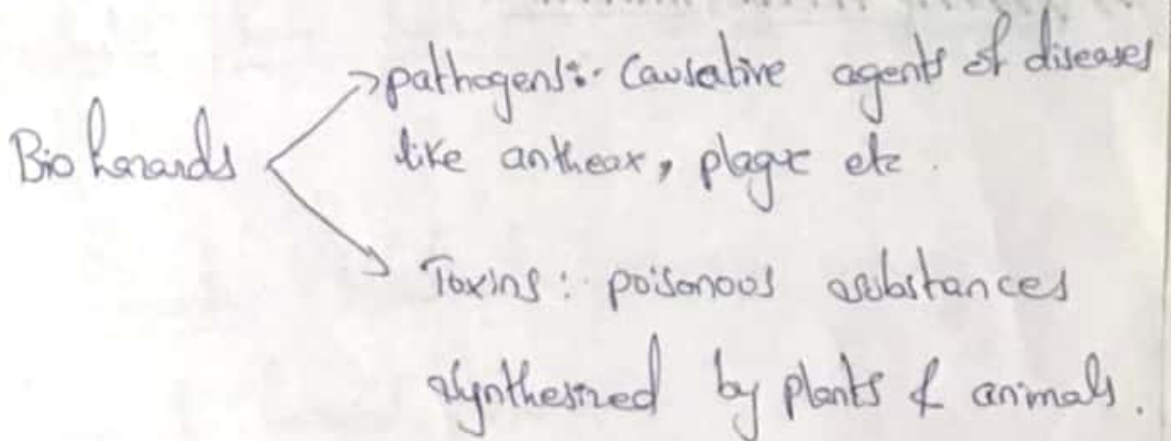 pathogens:- Causative agents of diseases
Bio hazards
like anthrax, plague etc.
Toxins: poisonous substances
synthesized by plants & animals.